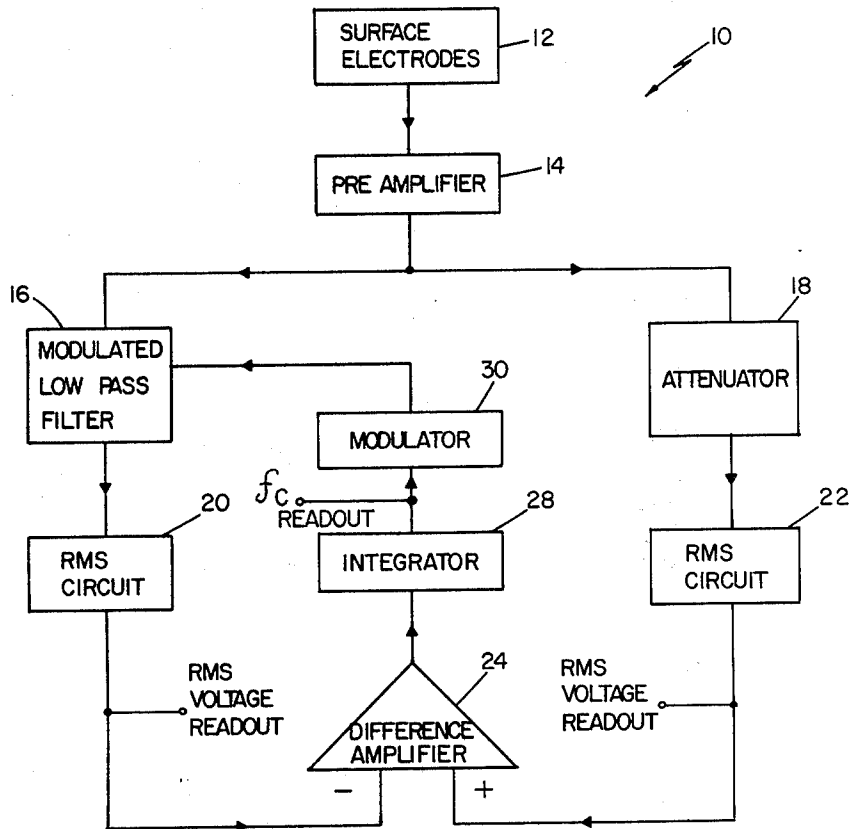 SURFACE
ELECTRODES
12
10
PRE AMPLIFIER
14
16
MODULATED
LOW PASS
FILTER
18
ATTENUATOR
30
MODULATOR
fc
READOUT
20
RMS
CIRCUIT
28
INTEGRATOR
22
RMS
CIRCUIT
RMS
VOLTAGE
READOUT
24
DIFFERENCE
AMPLIFIER
RMS
VOLTAGE
READOUT
−
+